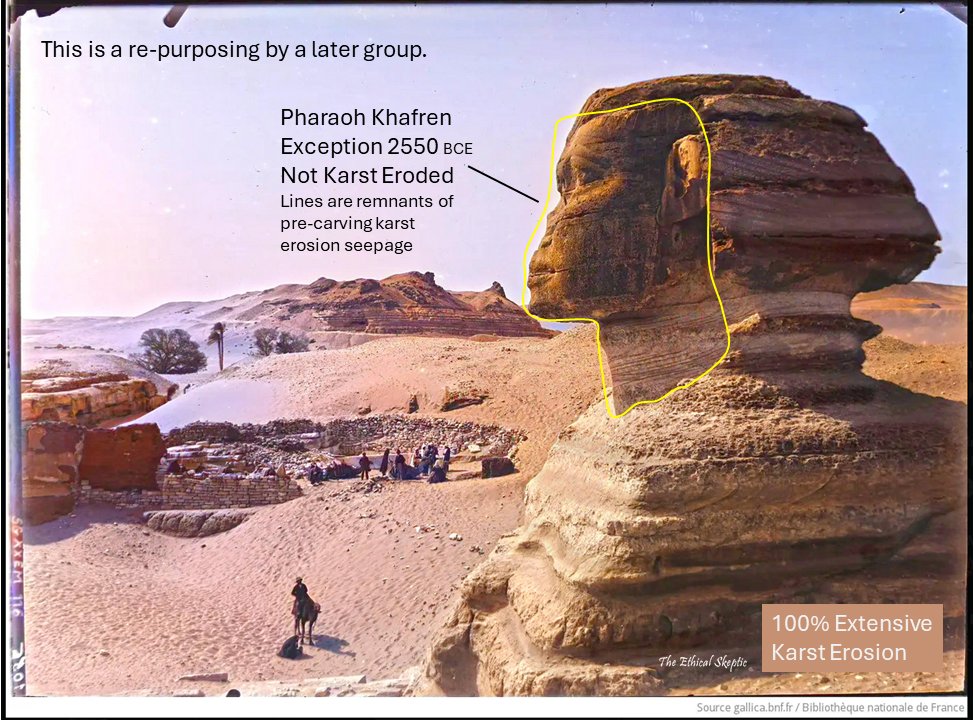 This is a re-purposing by a later group.
Pharaoh Khafren
Exception 2550 BCE
Not Karst Eroded
Lines are remnants of
pre-carving karst
erosion seepage
100% Extensive
Karst Erosion
The Ethical Skeptic
Source gallica.bnf.fr / Bibliothèque nationale de France